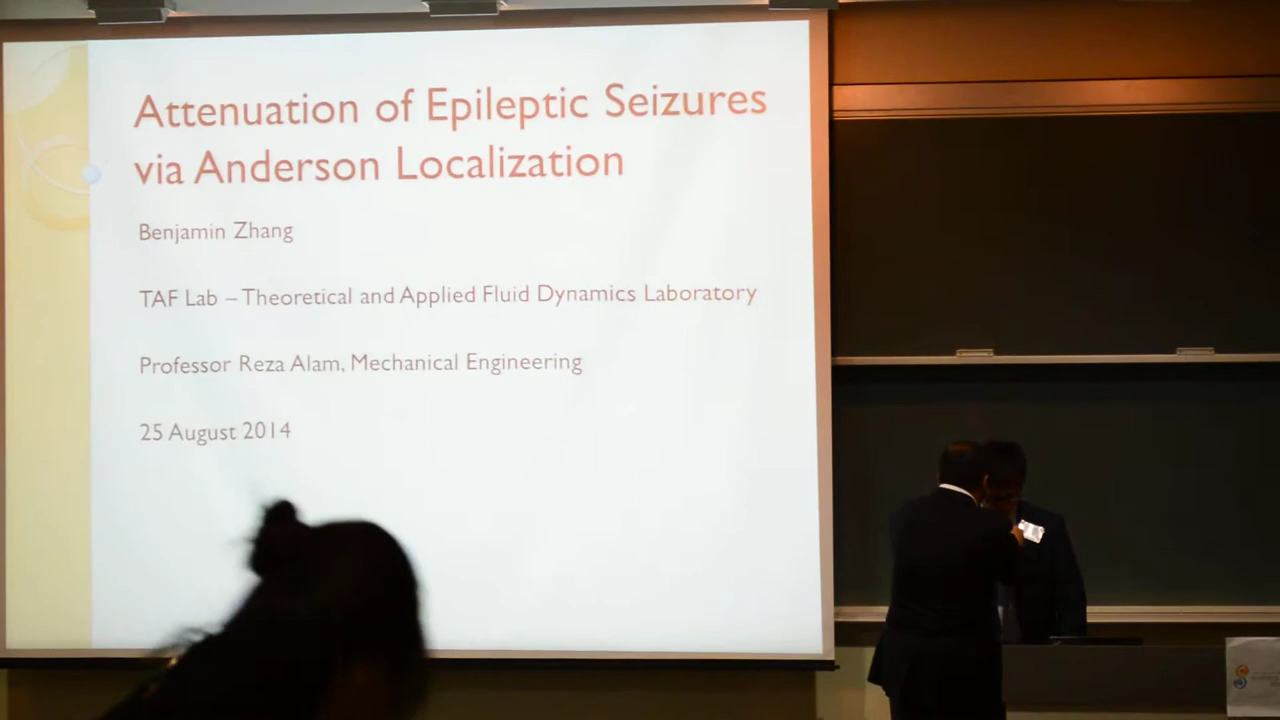 Attenuation of Epileptic Seizures
via Anderson Localization
Benjamin Zhang
TAF Lab – Theoretical and Applied Fluid Dynamics Laboratory
Professor Reza Alam, Mechanical Engineering
25 August 2014